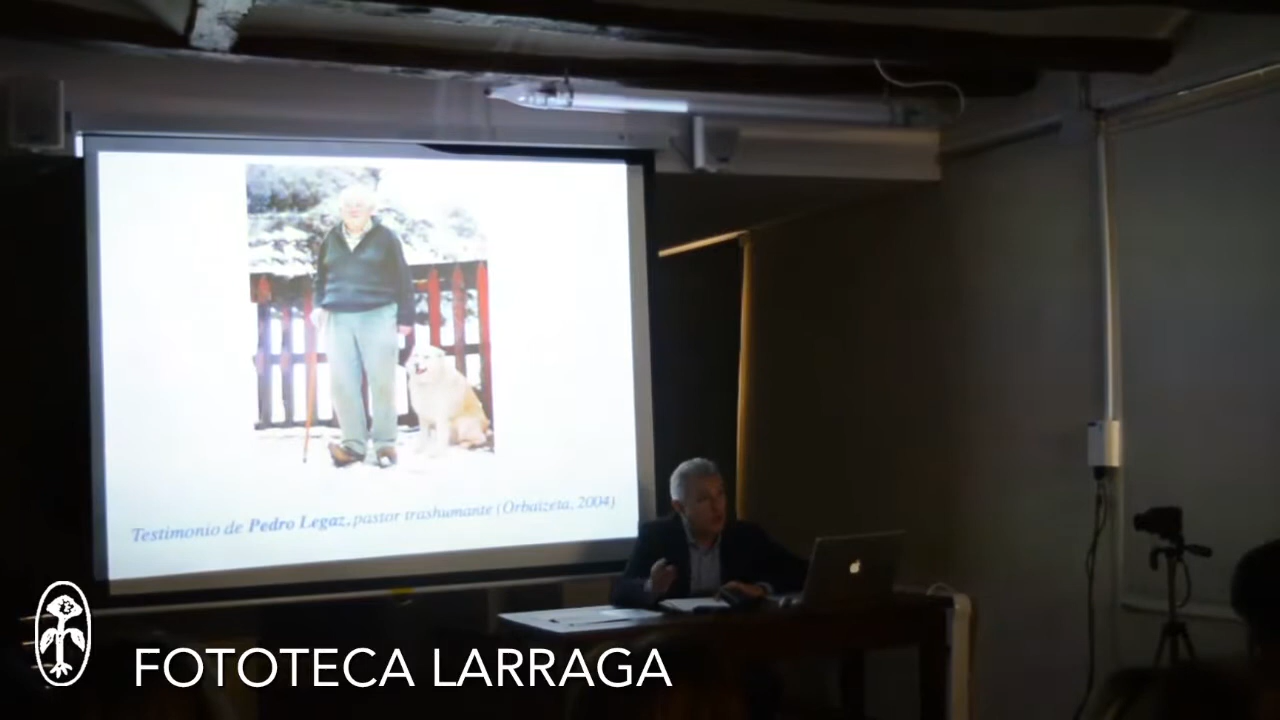 Testimonio de Pedro Legaz, pastor trashumante (Orbaizeta, 2004)
FOTOTECA LARRAGA